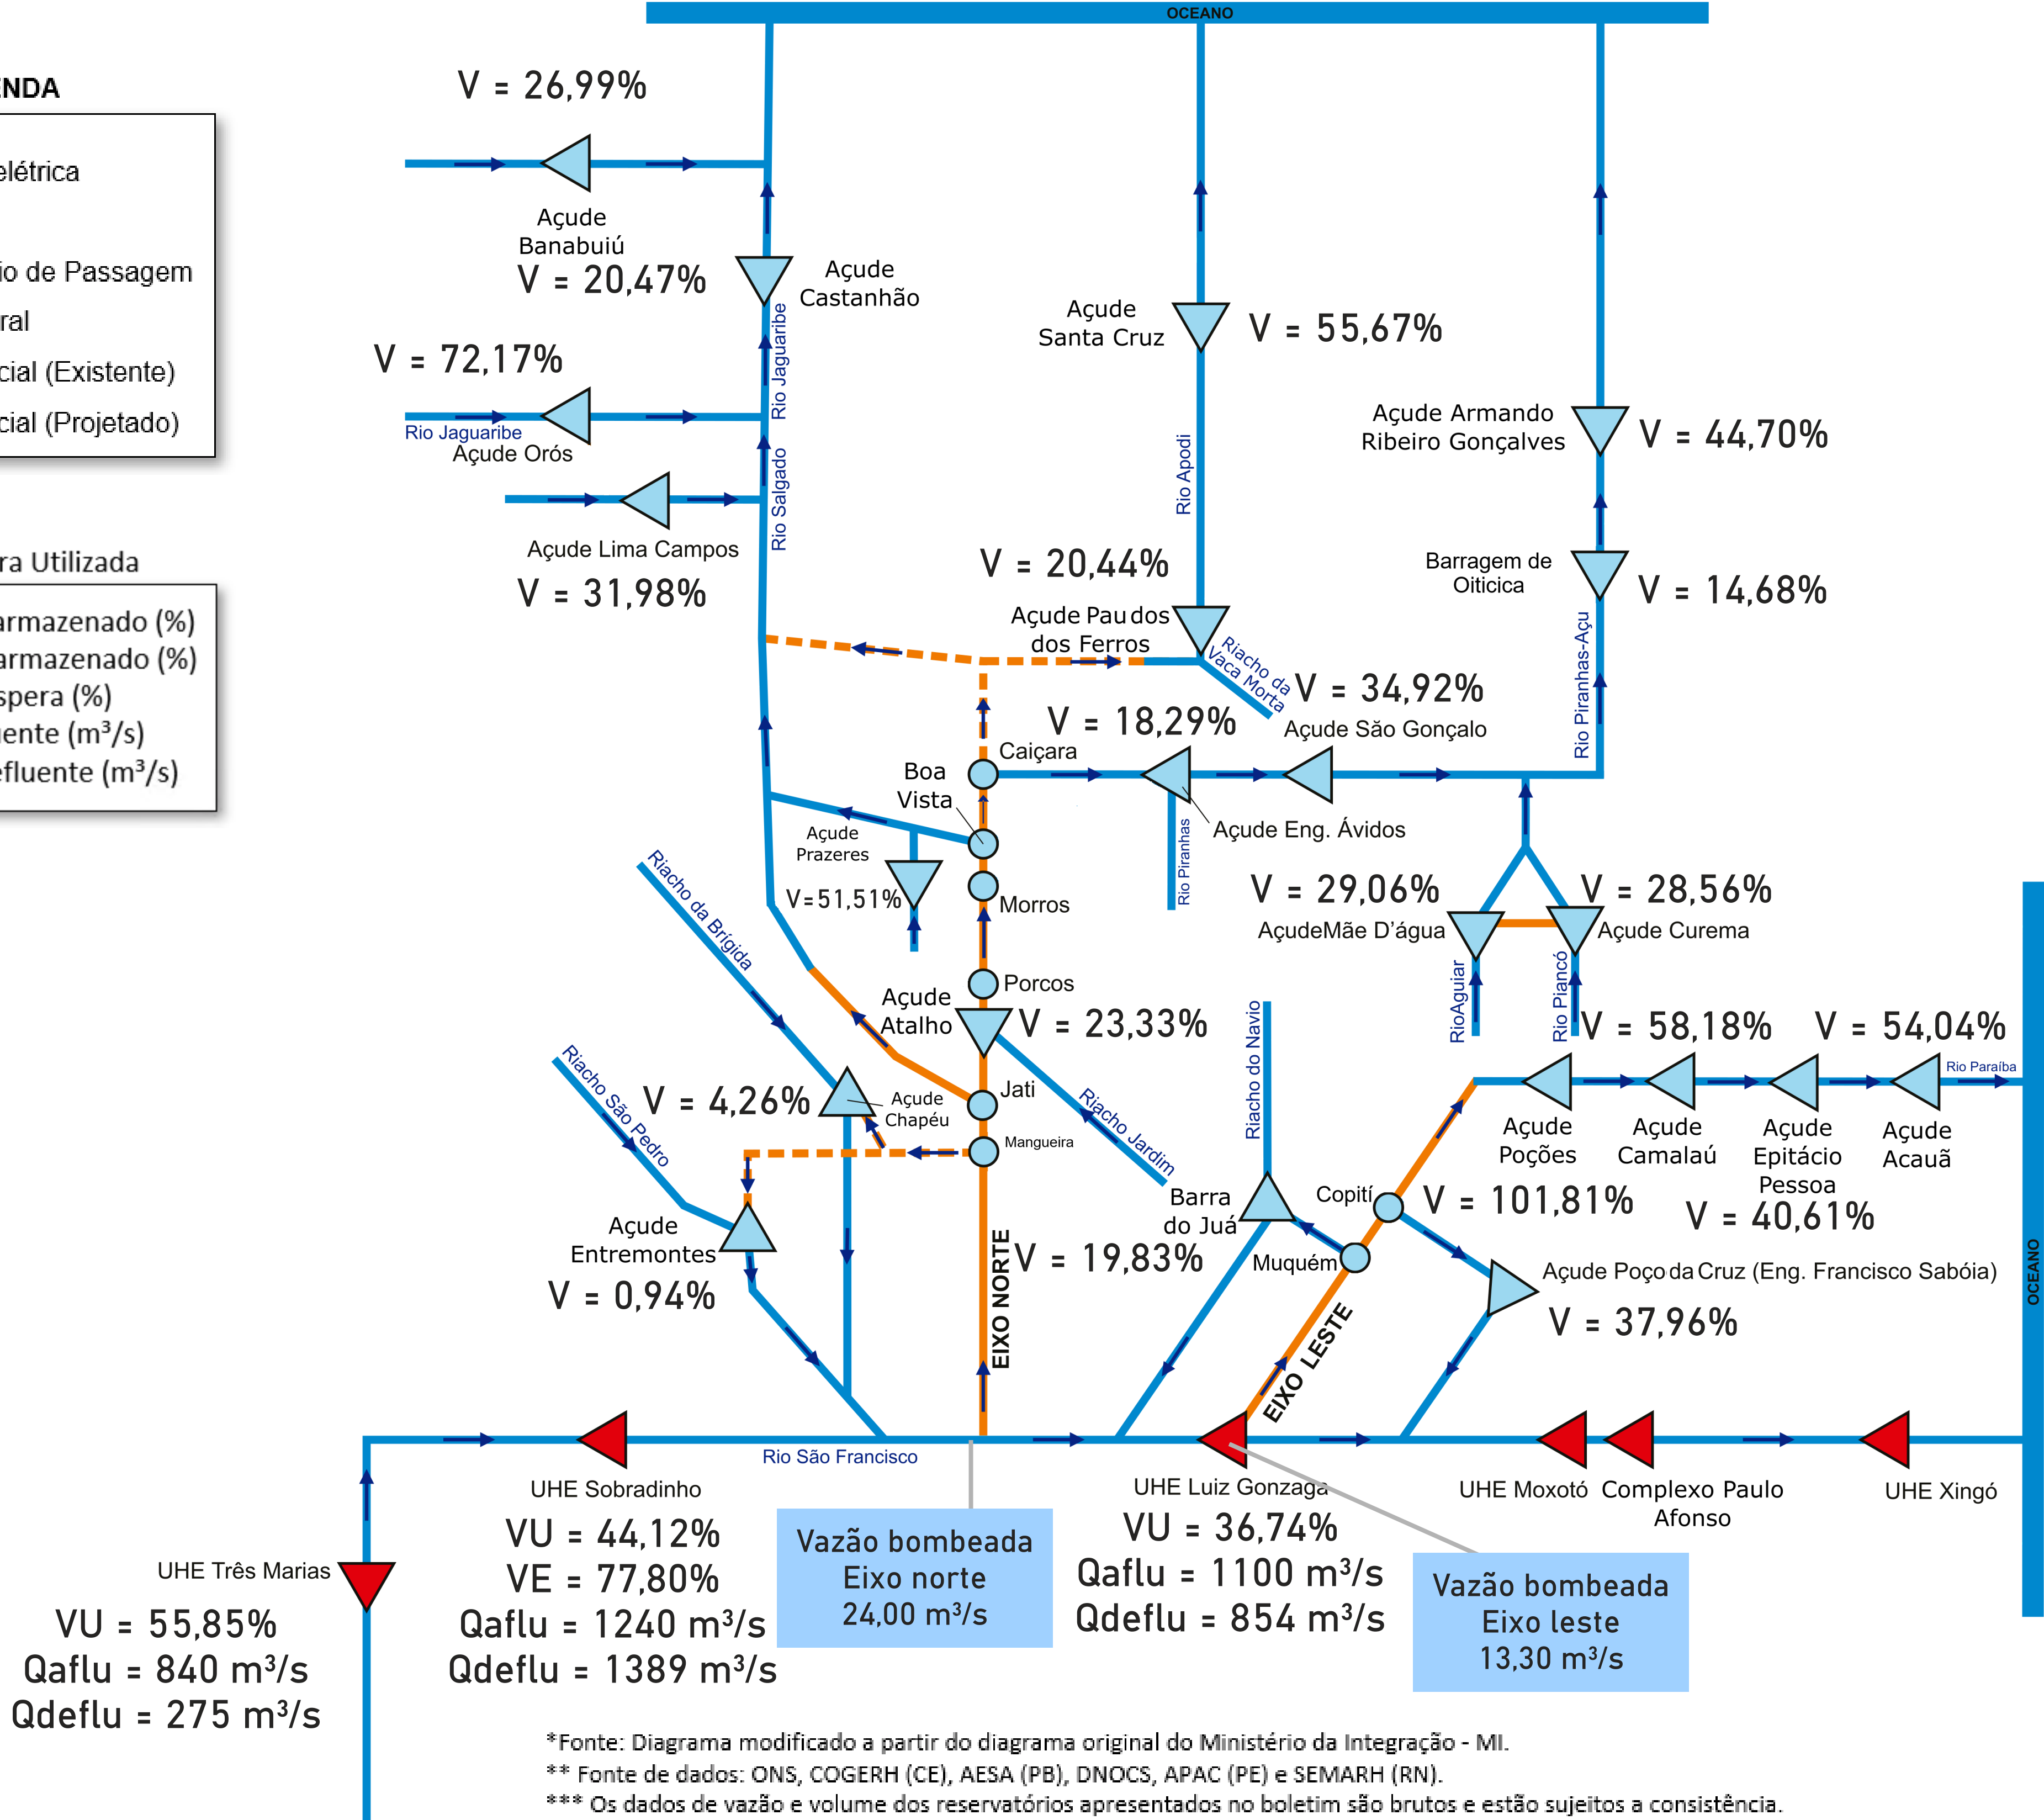 OCEANO
V = 26,99%
ENDA
elétrica
io de Passagem
ral
cial (Existente)
cial (Projetado)
Açude
Banabuiú
V = 20,47%
Açude
Castanhão
Rio Jaguaribe
V = 72,17%
Rio Jaguaribe
Açude Orós
Rio Salgado
Açude Lima Campos
V = 31,98%
Açude
Santa Cruz
V = 55,67%
Rio Apodi
Açude Armando
Ribeiro Gonçalves
V = 44,70%
Barragem de
Oiticica
V = 14,68%
Rio Piranhas-Açu
ra Utilizada
armazenado (%)
armazenado (%)
spera (%)
uente (m³/s)
efluente (m³/s)
V = 20,44%
Açude Pau dos
dos Ferros
Riacho da
Vaca Morta
V = 34,92%
Açude São Gonçalo
V = 18,29%
Caiçara
Boa
Vista
Açude Eng. Ávidos
Rio Piranhas
Açude
Prazeres
V=51,51%
Morros
Riacho da Brígida
V = 29,06%
AçudeMãe D'água
V = 28,56%
Açude Curema
RioAguiar
Rio Piancó
Porcos
Açude
Atalho
V = 23,33%
Riacho do Navio
V = 58,18%
V = 54,04%
Rio Paraíba
Riacho São Pedro
V = 4,26%
Açude
Chapéu
Jati
Mangueira
Riacho Jardim
Açude
Poções
Açude
Camalaú
Açude
Epitácio
Pessoa
Açude
Acauã
V = 101,81%
V = 40,61%
Barra
do Juá
Copití
Muquém
V = 19,83%
Açude
Entremontes
V = 0,94%
EIXO NORTE
EIXO LESTE
Açude Poço da Cruz (Eng. Francisco Sabóia)
V = 37,96%
OCEANO
Rio São Francisco
UHE Sobradinho
VU = 44,12%
VE = 77,80%
Qaflu = 1240 m³/s
Qdeflu = 1389 m³/s
Vazão bombeada
Eixo norte
24,00 m³/s
UHE Luiz Gonzaga
VU = 36,74%
Qaflu = 1100 m³/s
Qdeflu = 854 m³/s
Vazão bombeada
Eixo leste
13,30 m³/s
UHE Moxotó
Complexo Paulo
Afonso
UHE Xingó
UHE Três Marias
VU = 55,85%
Qaflu = 840 m³/s
Qdeflu = 275 m³/s
*Fonte: Diagrama modificado a partir do diagrama original do Ministério da Integração - MI.
** Fonte de dados: ONS, COGERH (CE), AESA (PB), DNOCS, APAC (PE) e SEMARH (RN).
*** Os dados de vazão e volume dos reservatórios apresentados no boletim são brutos e estão sujeitos a consistência.